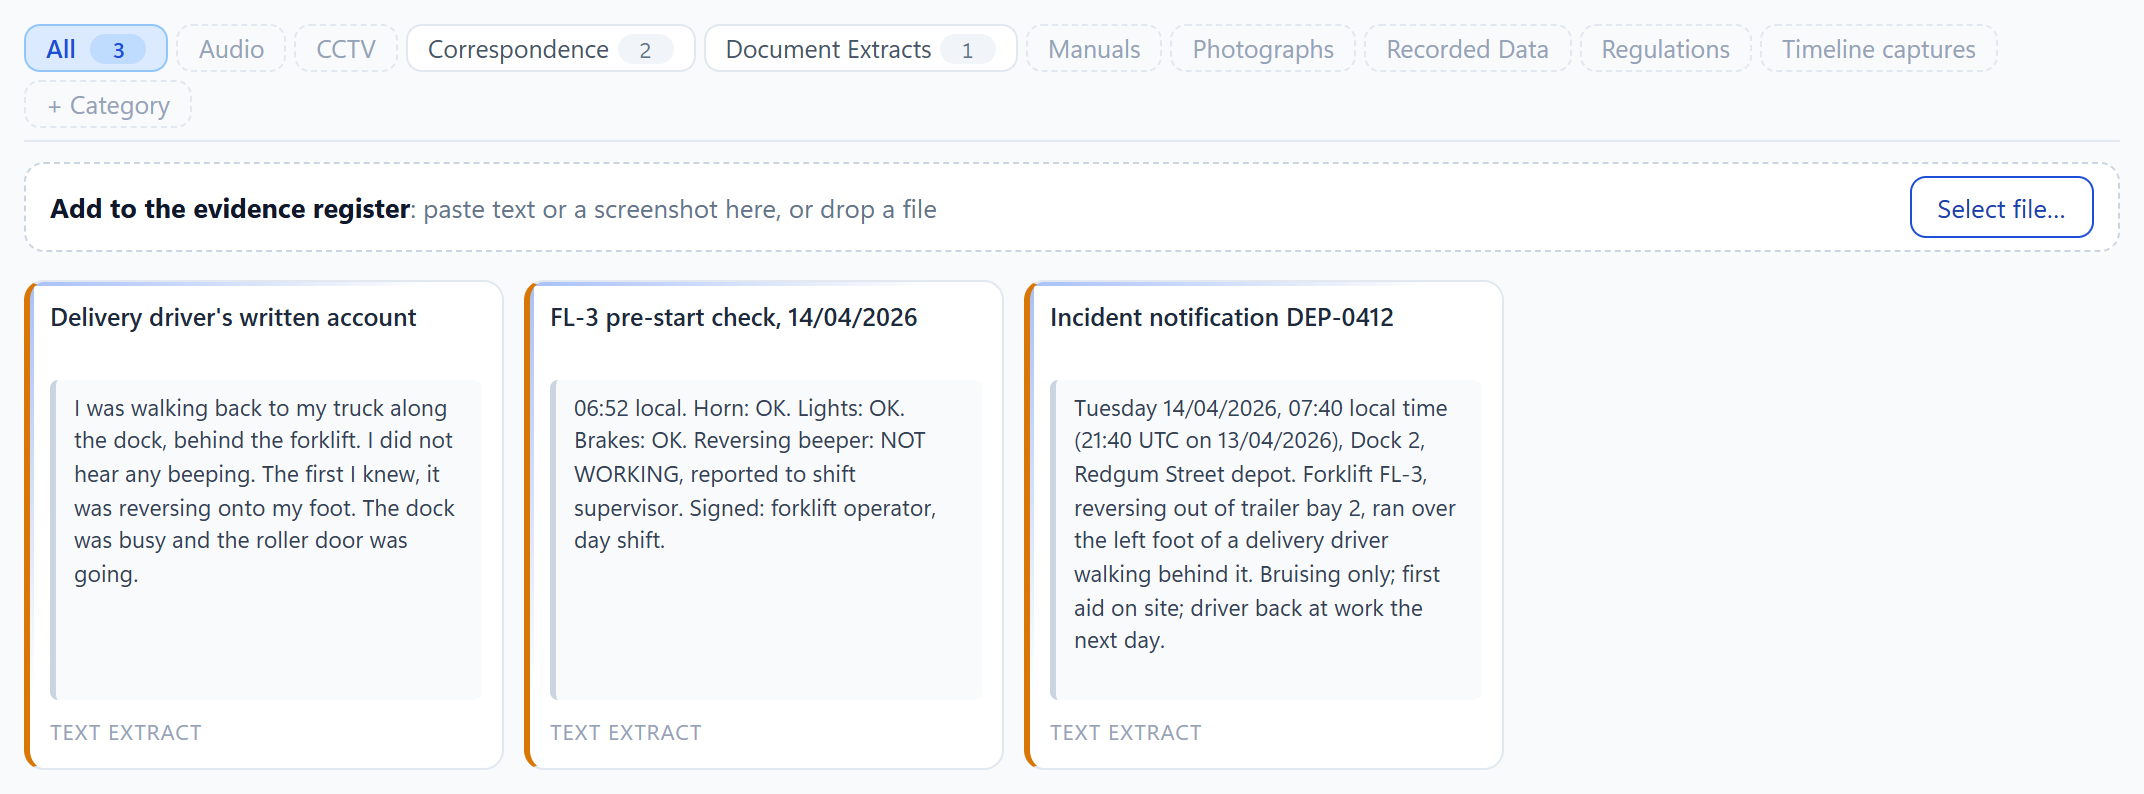 All 3 Audio CCTV Correspondence 2 Document Extracts 1 Manuals Photographs Recorded Data Regulations Timeline captures
+ Category
Add to the evidence register: paste text or a screenshot here, or drop a file Select file...
Delivery driver's written account
I was walking back to my truck along
the dock, behind the forklift. I did not
hear any beeping. The first I knew, it
was reversing onto my foot. The dock
was busy and the roller door was
going.
TEXT EXTRACT
FL-3 pre-start check, 14/04/2026
06:52 local. Horn: OK. Lights: OK.
Brakes: OK. Reversing beeper: NOT
WORKING, reported to shift
supervisor. Signed: forklift operator,
day shift.
TEXT EXTRACT
Incident notification DEP-0412
Tuesday 14/04/2026, 07:40 local time
(21:40 UTC on 13/04/2026), Dock 2,
Redgum Street depot. Forklift FL-3,
reversing out of trailer bay 2, ran over
the left foot of a delivery driver
walking behind it. Bruising only; first
aid on site; driver back at work the
next day.
TEXT EXTRACT